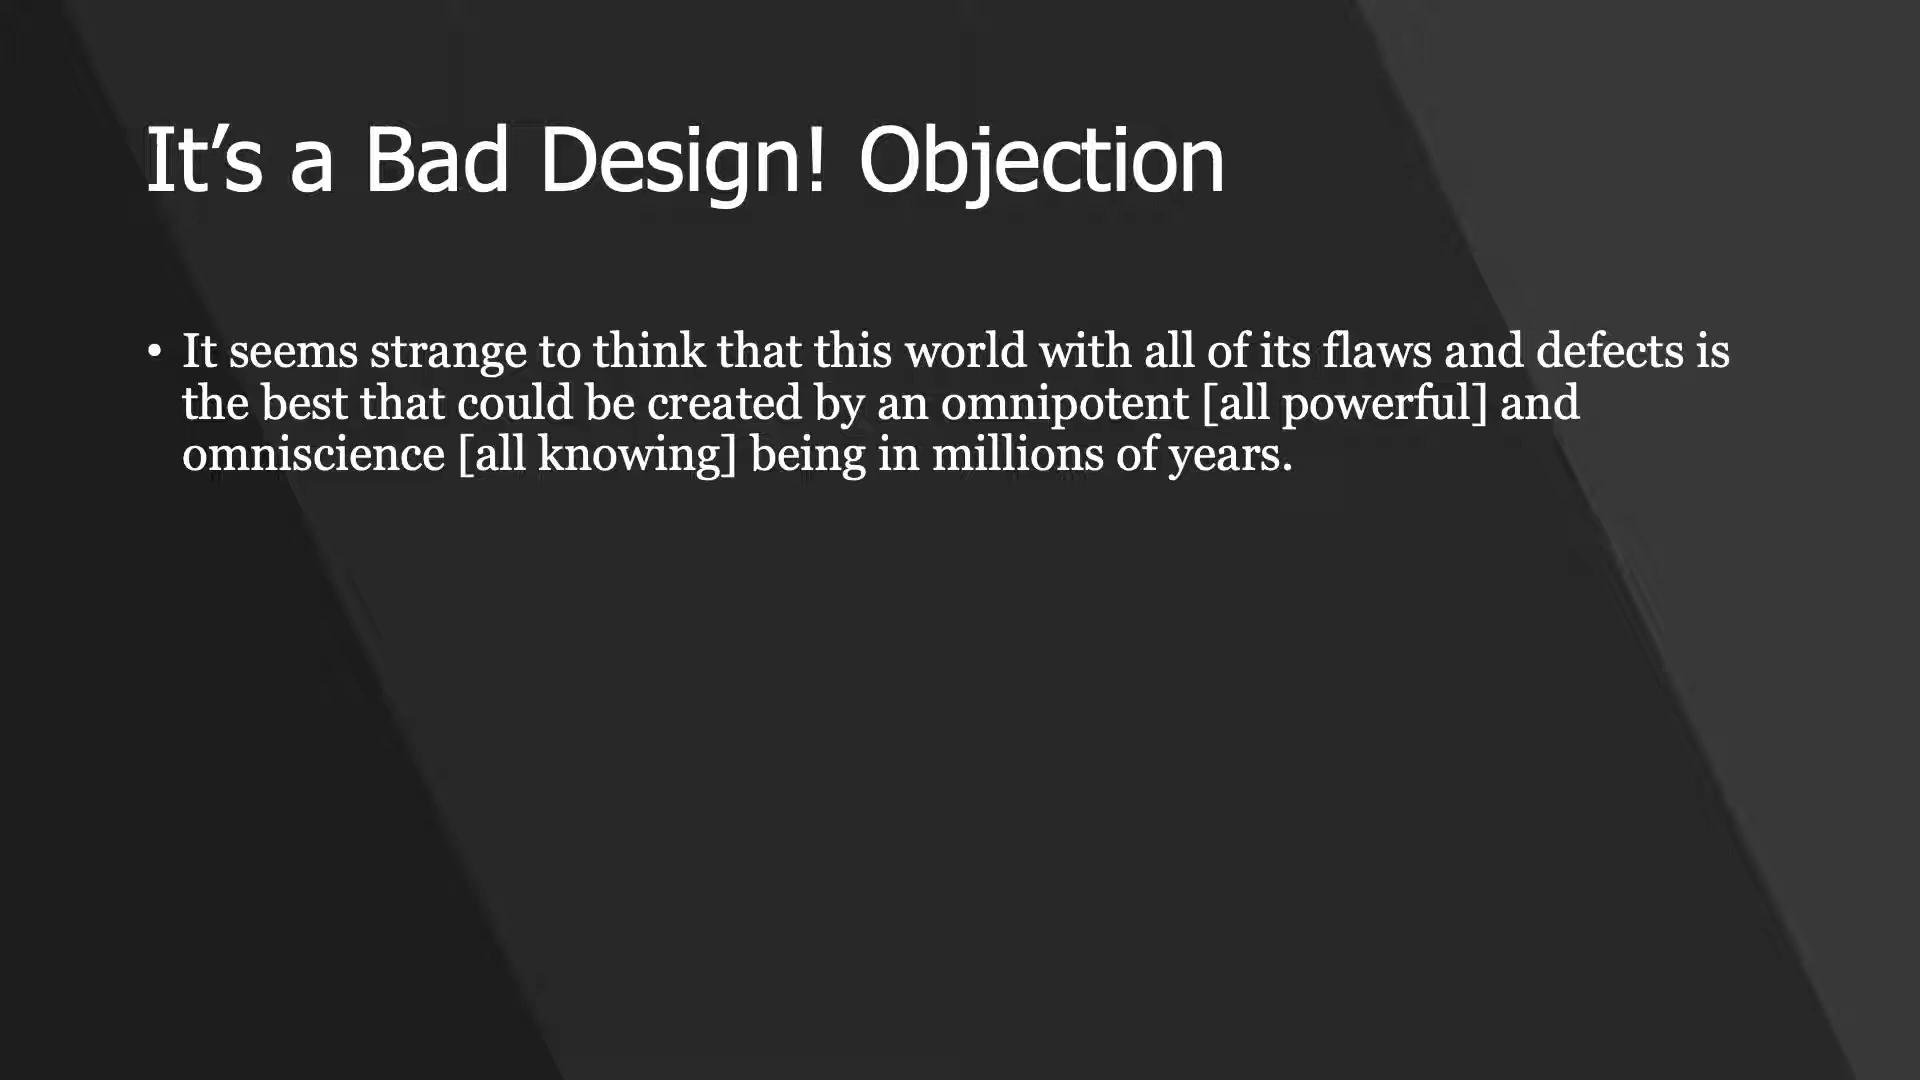 It’s a Bad Design! Objection
• It seems strange to think that this world with all of its flaws and defects is
the best that could be created by an omnipotent [all powerful] and
omniscience [all knowing] being in millions of years.